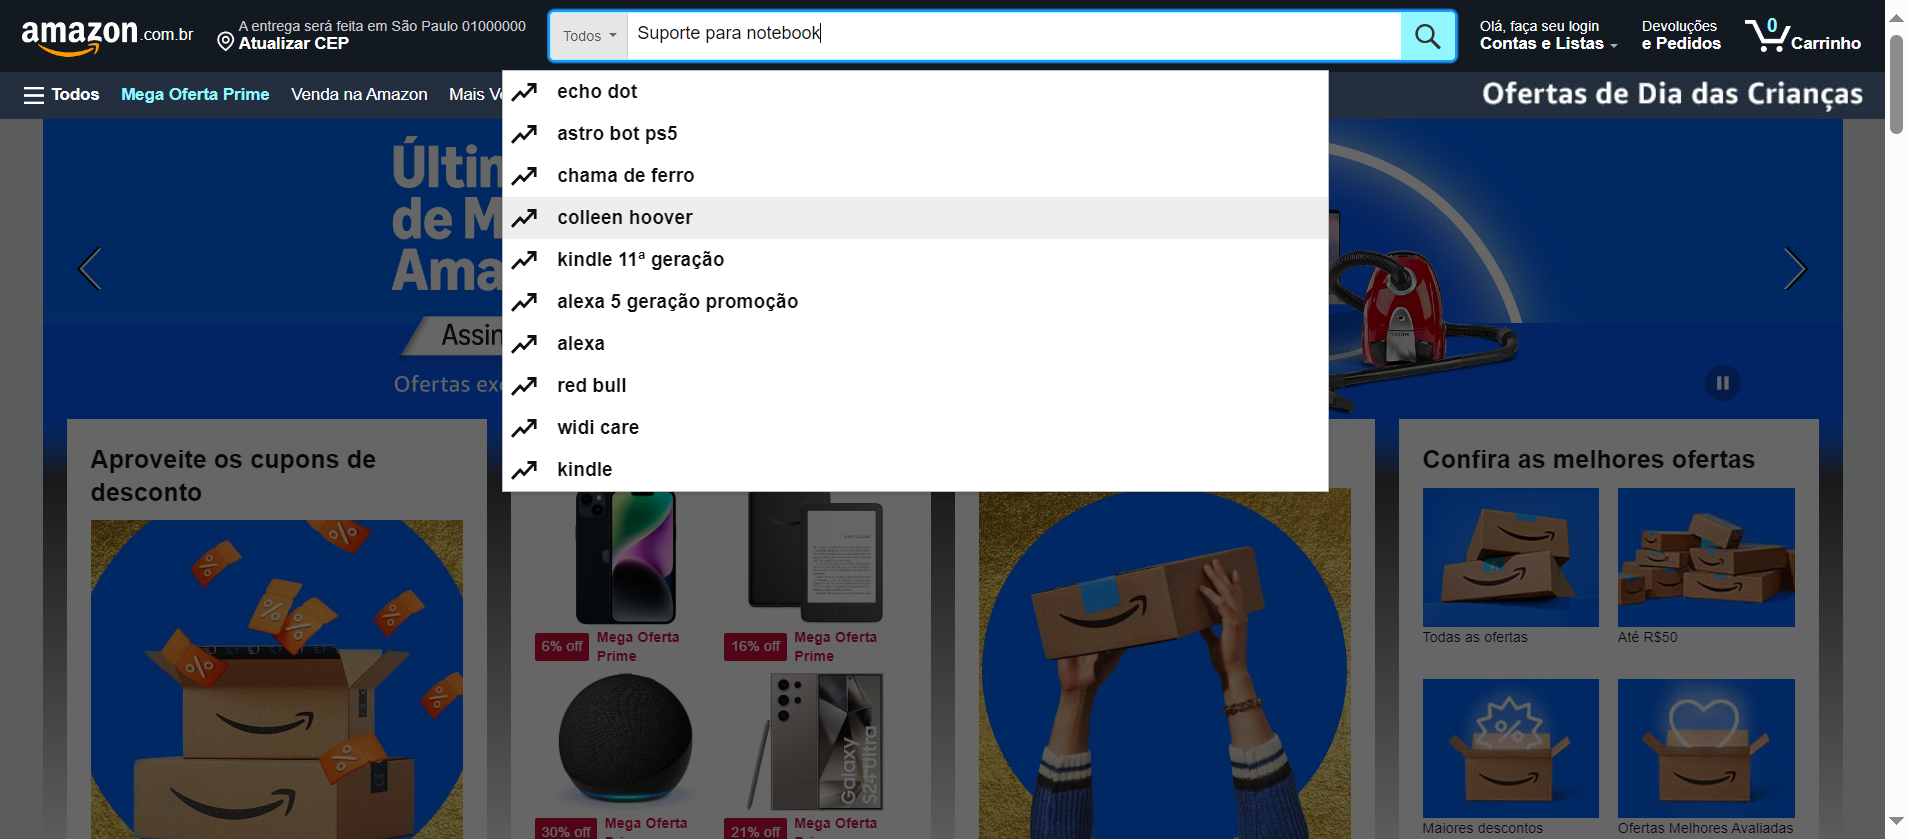 amazon.com.br
A entrega será feita em São Paulo 01000000
Atualizar CEP
Todos
Suporte para notebook
Olá, faça seu login
Contas e Listas
Devoluções
e Pedidos
0
Carrinho
Todos
Mega Oferta Prime
Venda na Amazon
Mais Ve
Ofertas de Dia das Crianças
echo dot
astro bot ps5
chama de ferro
colleen hoover
kindle 11ª geração
alexa 5 geração promoção
alexa
red bull
widi care
kindle
Últim
de M
Ama
Assin
Ofertas exc
Aproveite os cupons de
desconto
6% off
Mega Oferta
Prime
16% off
Mega Oferta
Prime
Galaxy
S24 Ultra
30% off
Mega Oferta
Prime
21% off
Mega Oferta
Prime
Confira as melhores ofertas
Todas as ofertas
Até R$50
Maiores descontos
Ofertas Melhores Avaliadas